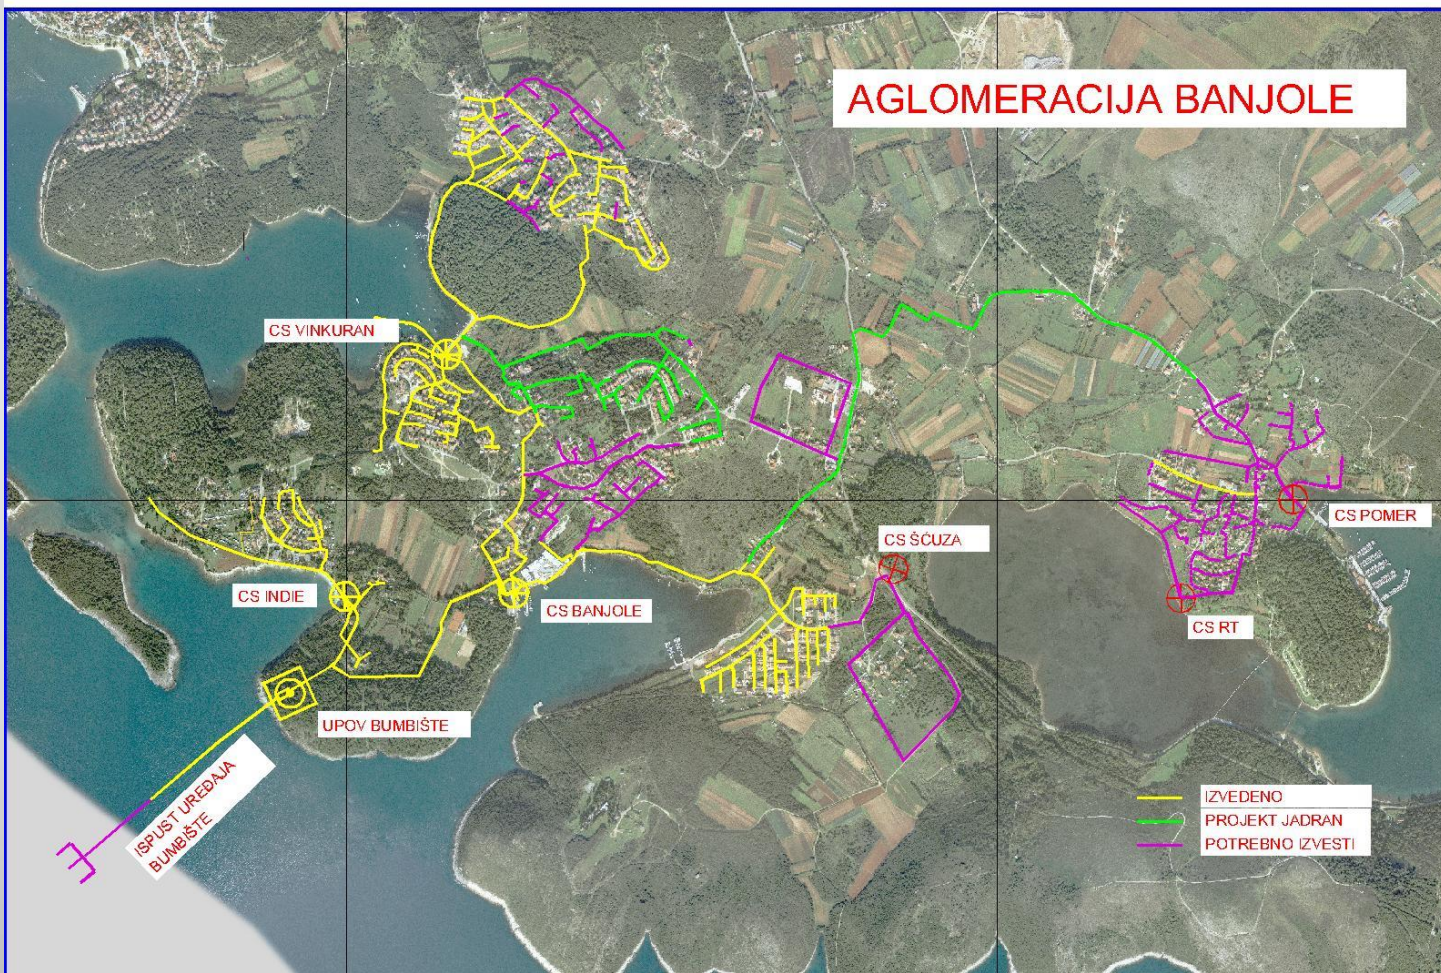 AGLOMERACIJA BANJOLE
CS VINKURAN
CS POMER
CS ŠĆUZA
CS INDIE
CS BANJOLE
CS RT
UPOV BUMBIŠTE
ISPUST UREĐAJA
BUMBIŠTE
IZVEDENO
PROJEKT JADRAN
POTREBNO IZVESTI